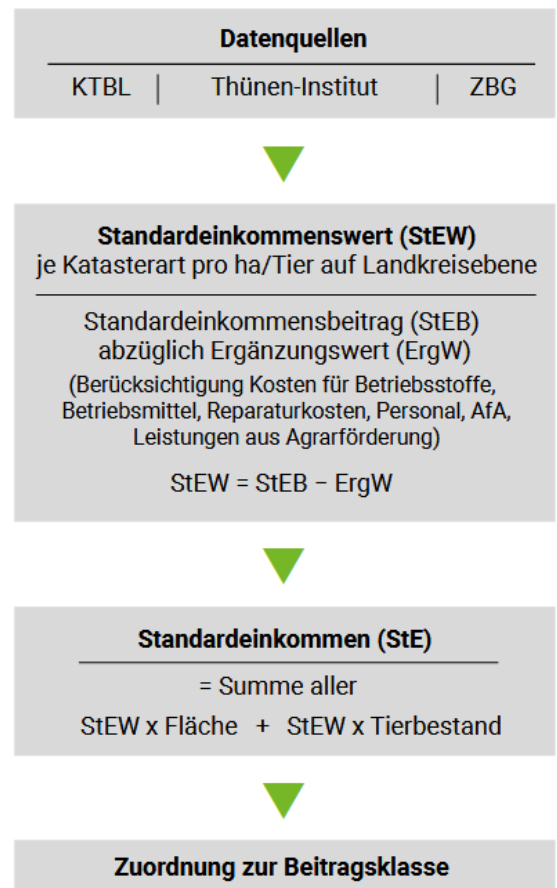 Datenquellen
KTBL | Thünen-Institut | ZBG
Standardeinkommenswert (StEW)
je Katasterart pro ha/Tier auf Landkreisebene
Standardeinkommensbeitrag (StEB)
abzüglich Ergänzungswert (ErgW)
(Berücksichtigung Kosten für Betriebsstoffe,
Betriebsmittel, Reparaturkosten, Personal, AfA,
Leistungen aus Agrarförderung)
StEW = StEB − ErgW
Standardeinkommen (StE)
= Summe aller
StEW x Fläche + StEW x Tierbestand
Zuordnung zur Beitragsklasse